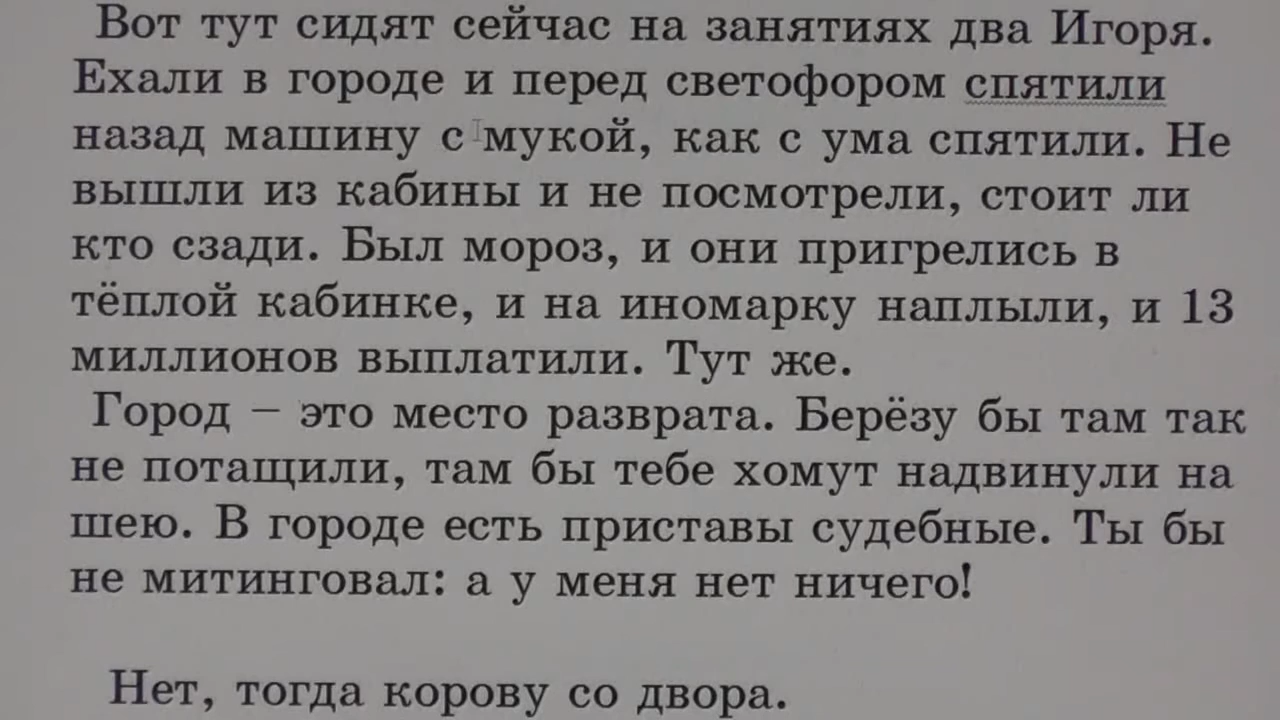 Вот тут сидят сейчас на занятиях два Игоря.
Ехали в городе и перед светофором спятили
назад машину с мукой, как с ума спятили. Не
вышли из кабины и не посмотрели, стоит ли
кто сзади. Был мороз, и они пригрелись в
тёплой кабинке, и на иномарку наплыли, и 13
миллионов выплатили. Тут же.
Город – это место разврата. Берёзу бы там так
не потащили, там бы тебе хомут надвинули на
шею. В городе есть приставы судебные. Ты бы
не митинговал: а у меня нет ничего!
Нет, тогда корову со двора.